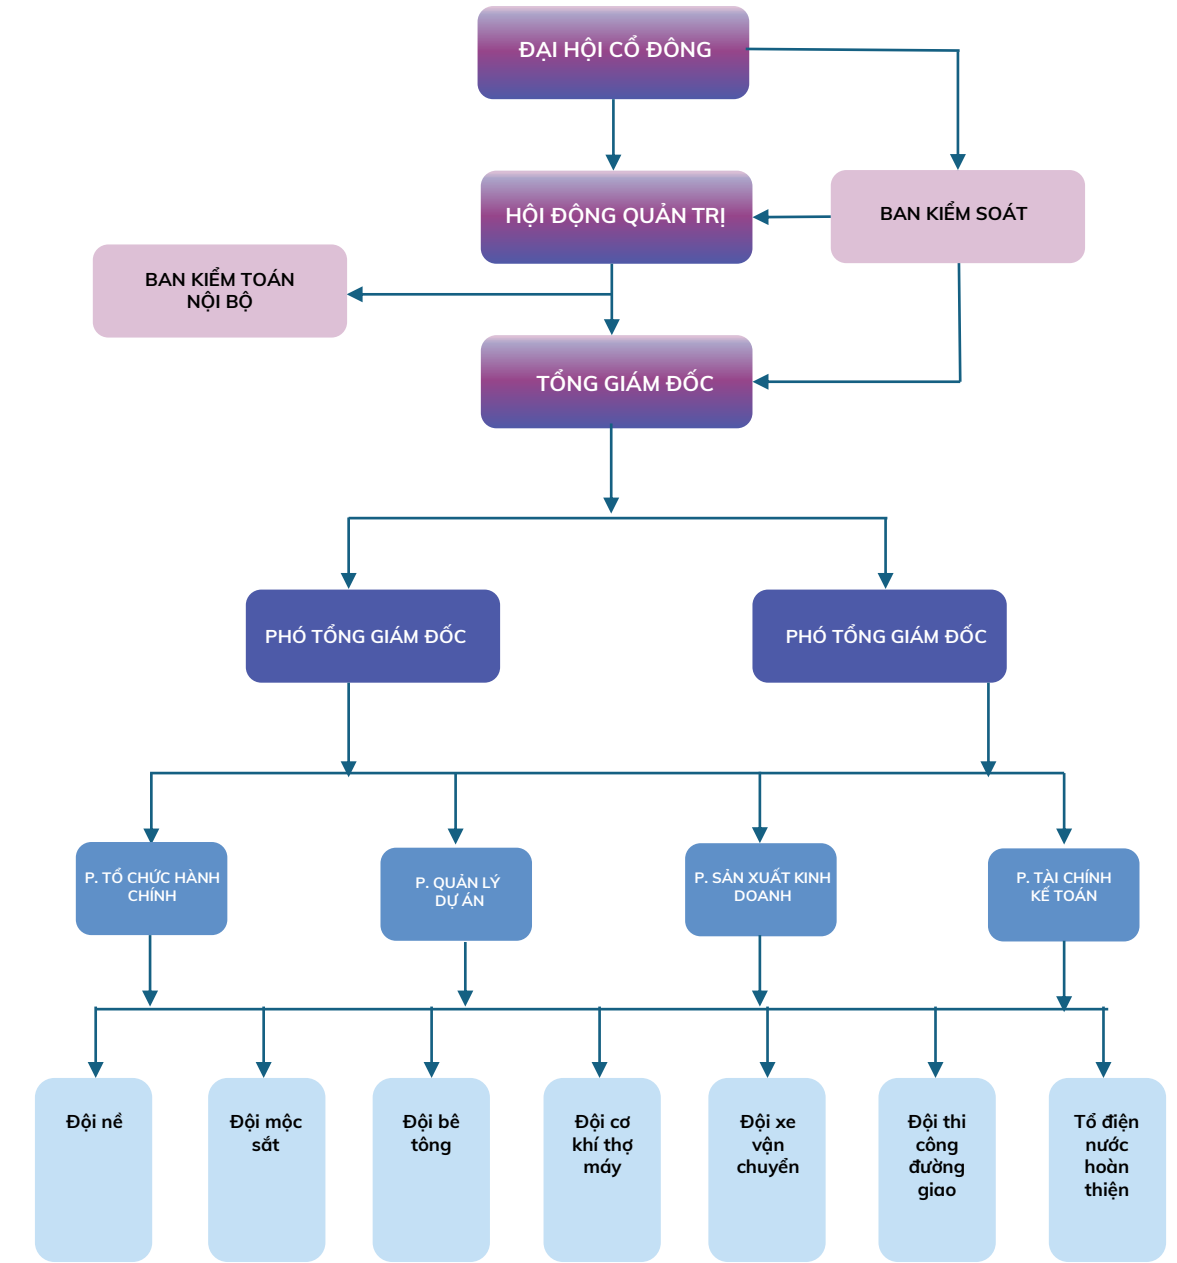 ĐẠI HỘI CỔ ĐÔNG
HỘI ĐỘNG QUẢN TRỊ
BAN KIỂM SOÁT
BAN KIỂM TOÁN
NỘI BỘ
TỔNG GIÁM ĐỐC
PHÓ TỔNG GIÁM ĐỐC
PHÓ TỔNG GIÁM ĐỐC
P. TỔ CHỨC HÀNH
CHÍNH
P. QUẢN LÝ
DỰ ÁN
P. SẢN XUẤT KINH
DOANH
P. TÀI CHÍNH
KẾ TOÁN
Đội nề
Đội mộc
sắt
Đội bê
tông
Đội cơ
khí thợ
máy
Đội xe
vận
chuyển
Đội thi
công
đường
giao
Tổ điện
nước
hoàn
thiện